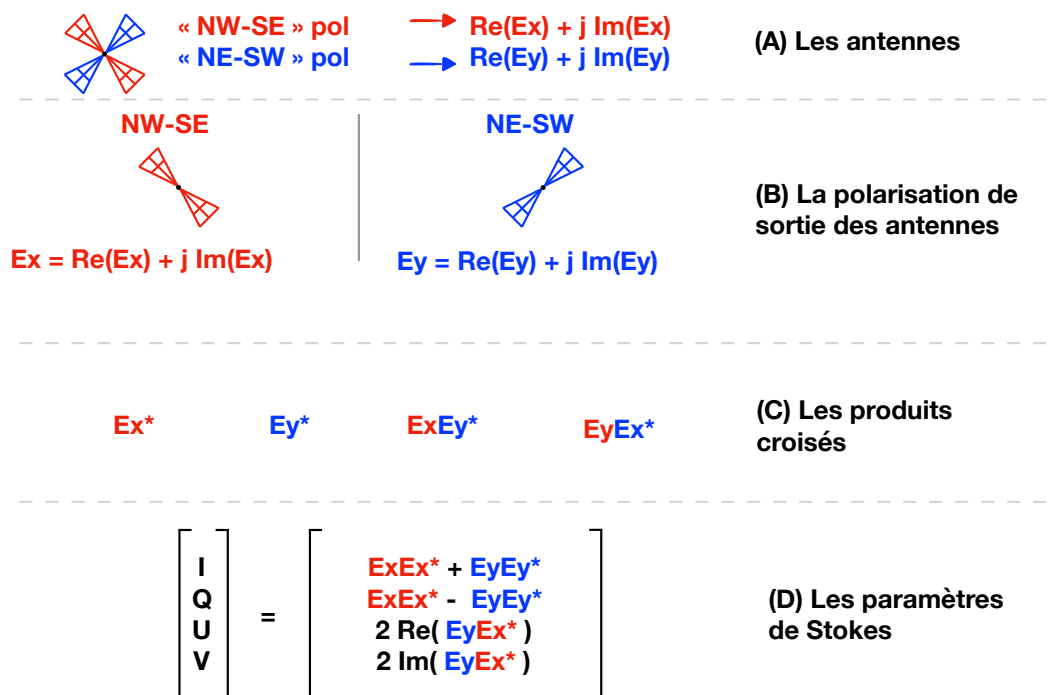 « NW-SE » pol Re(Ex) + j Im(Ex)
« NE-SW » pol Re(Ey) + j Im(Ey)
(A) Les antennes
NW-SE NE-SW
(B) La polarisation de
sortie des antennes
Ex = Re(Ex) + j Im(Ex) Ey = Re(Ey) + j Im(Ey)
Ex* Ey* ExEy* EyEx*
(C) Les produits
croisés
I ExEx* + EyEy*
Q ExEx* - EyEy*
U = 2 Re( EyEx* )
V 2 Im( EyEx* )
(D) Les paramètres
de Stokes